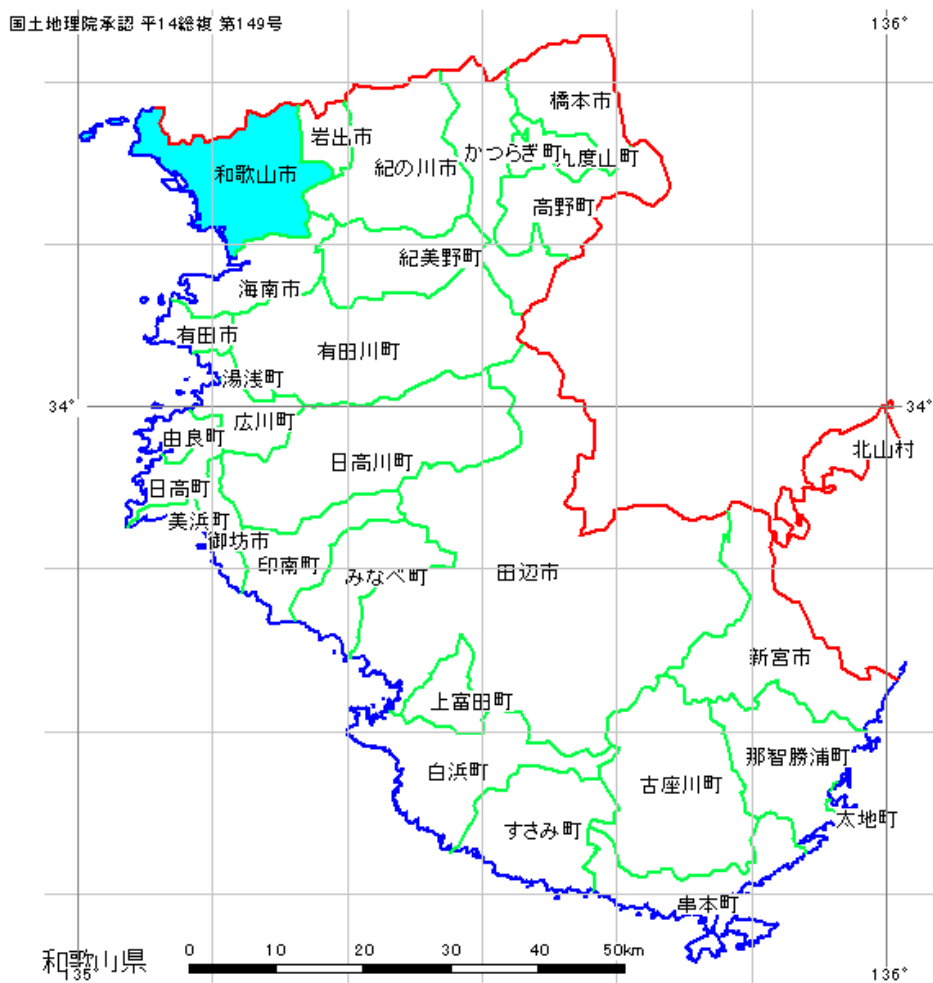 国土地理院承認 平14総複 第149号
136°
橋本市
岩出市
かつらぎ町
九度山町
紀の川市
和歌山市
高野町
紀美野町
海南市
有田市
有田川町
湯浅町
34°
34°
広川町
由良町
北山村
日高川町
日高町
美浜町
御坊市
印南町
みなべ町
田辺市
新宮市
上富田町
那智勝浦町
白浜町
古座川町
太地町
すさみ町
串本町
和歌山県
0 10 20 30 40 50km
135
136°